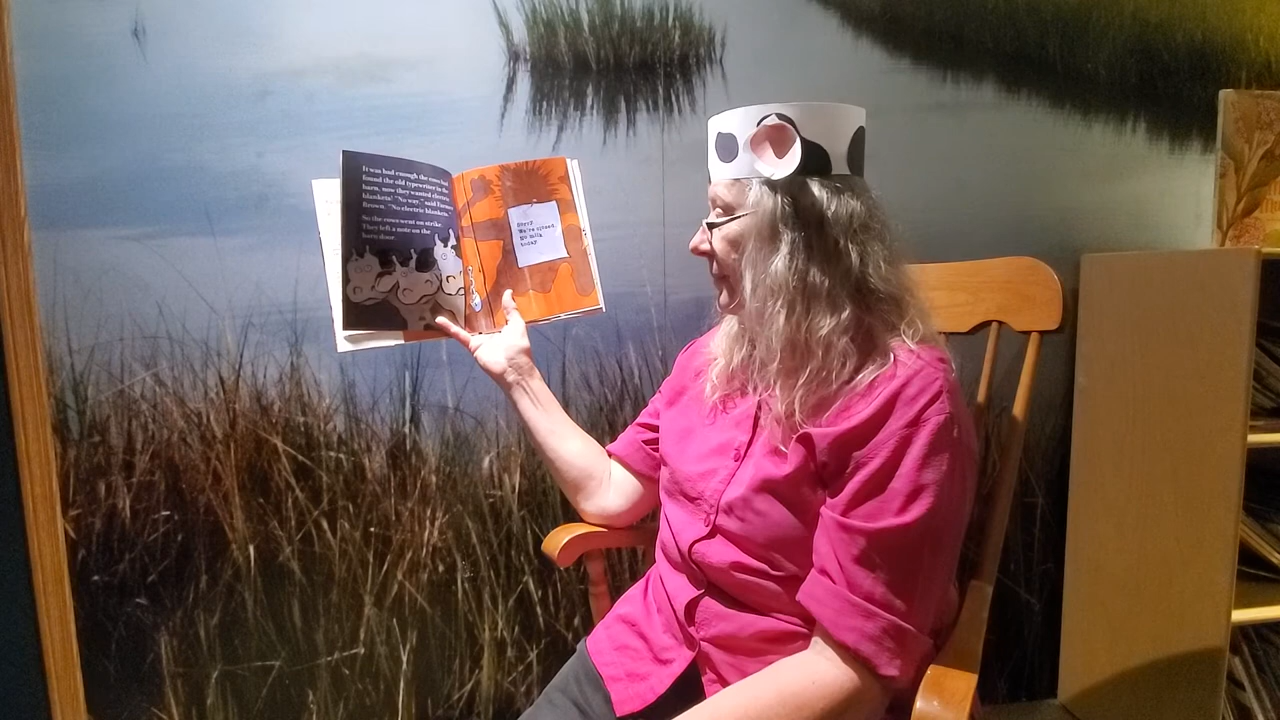 It was bad enough the cows had
found the old typewriter in the
barn, now they wanted electric
blankets! "No way," said Farmer
Brown. "No electric blankets."
So the cows went on strike.
They left a note on the
barn door.
Sorry.
We're closed.
No milk
today.